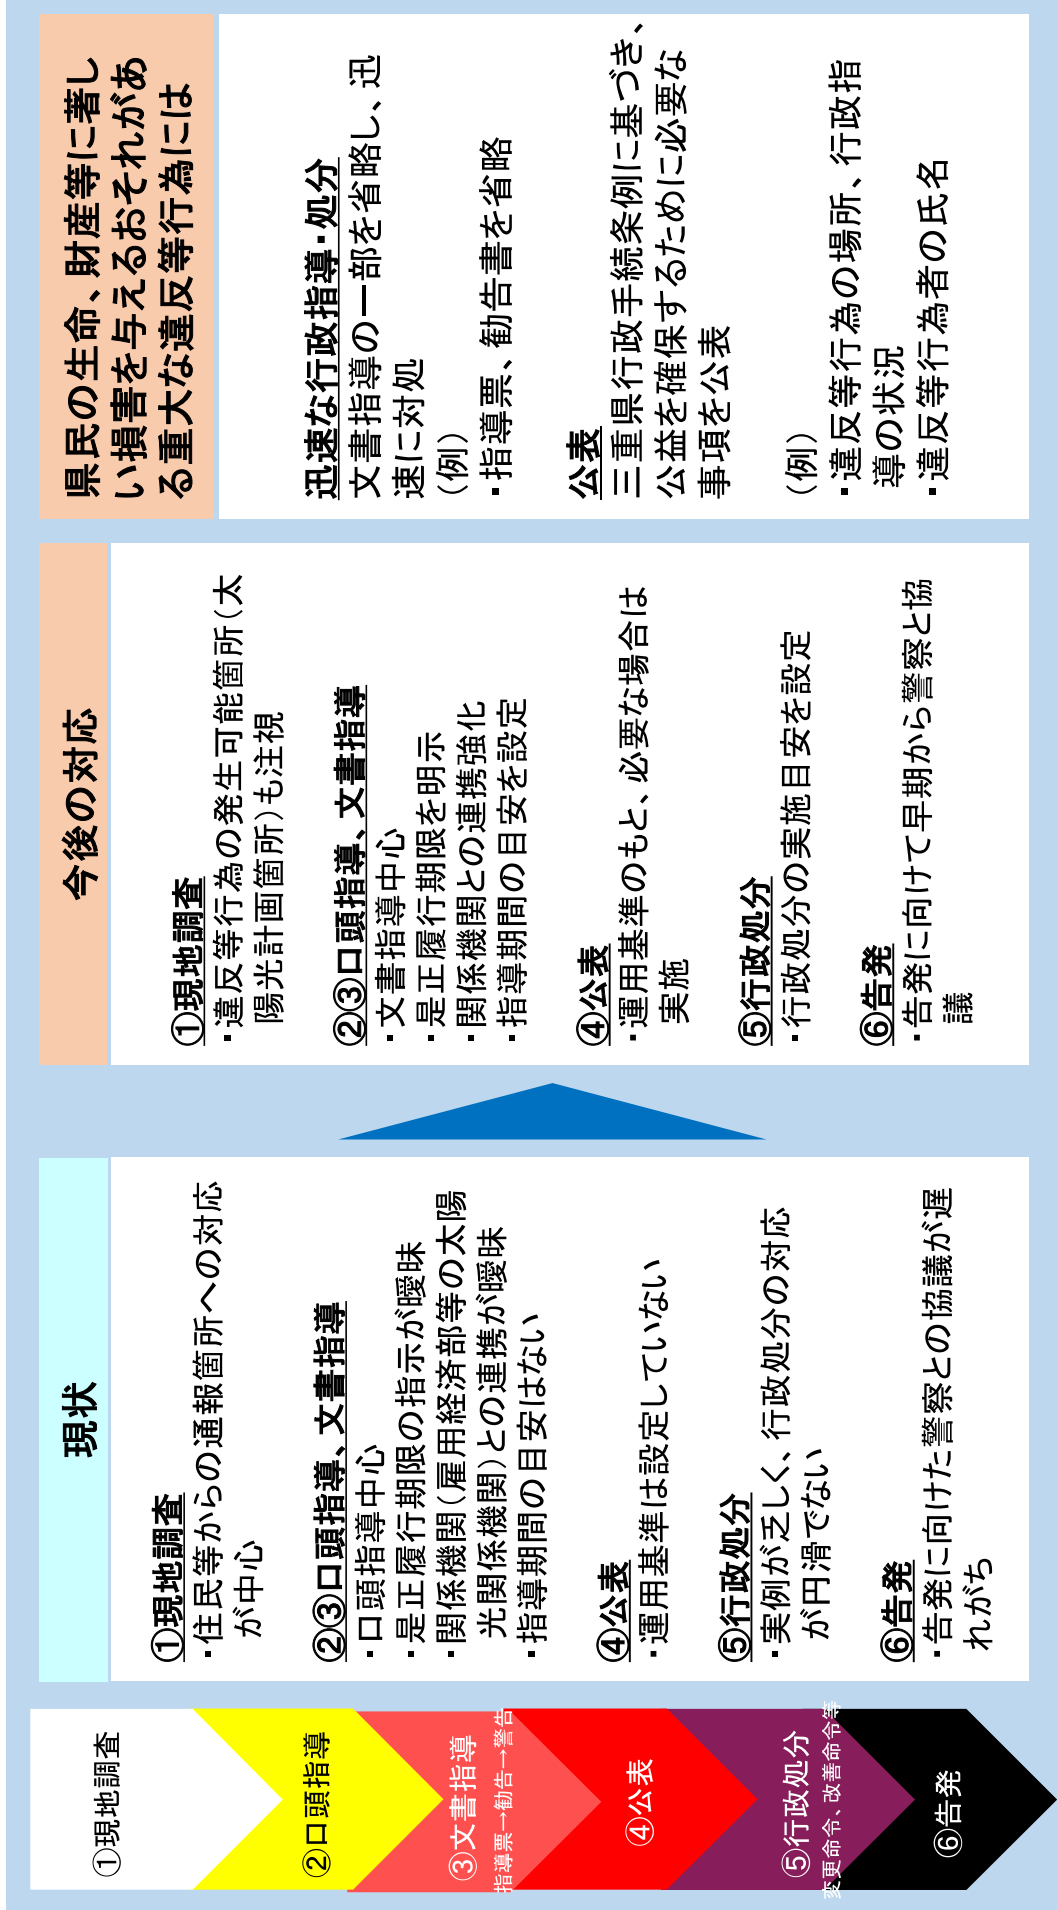 ①現地調査
②口頭指導
③文書指導
指導票→勧告→警告
④公表
⑤行政処分
変更命令、改善命令等
⑥告発
現状
①現地調査
・住民等からの通報箇所への対応
が中心
②③口頭指導、文書指導
・口頭指導中心
・是正履行期限の指示が曖昧
・関係機関（雇用経済部等の太陽
光関係機関）との連携が曖昧
・指導期間の目安はない
④公表
・運用基準は設定していない
⑤行政処分
・実例が乏しく、行政処分の対応
が円滑でない
⑥告発
・告発に向けた警察との協議が遅
れがち
今後の対応
①現地調査
・違反等行為の発生可能箇所（太
陽光計画箇所）も注視
②③口頭指導、文書指導
・文書指導中心
・是正履行期限を明示
・関係機関との連携強化
・指導期間の目安を設定
④公表
・運用基準のもと、必要な場合は
実施
⑤行政処分
・行政処分の実施目安を設定
⑥告発
・告発に向けて早期から警察と協
議
県民の生命、財産等に著し
い損害を与えるおそれがあ
る重大な違反等行為には
迅速な行政指導・処分
文書指導の一部を省略し、迅
速に対処
（例）
・指導票、勧告書を省略
公表
三重県行政手続条例に基づき、
公益を確保するために必要な
事項を公表
（例）
・違反等行為の場所、行政指
導の状況
・違反等行為者の氏名